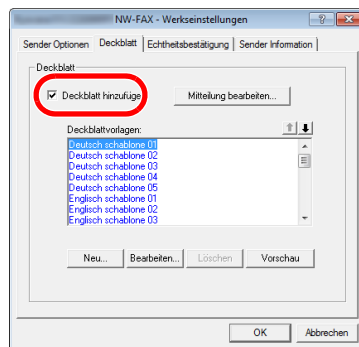 NW-FAX - Werkseinstellungen
Sender Optionen Deckblatt Echtheitsbestätigung Sender Information
Deckblatt
Deckblatt hinzufüge Mitteilung bearbeiten...
Deckblattvorlagen:
Deutsch schablone 01
Deutsch schablone 02
Deutsch schablone 03
Deutsch schablone 04
Deutsch schablone 05
Englisch schablone 01
Englisch schablone 02
Englisch schablone 03
Neu... Bearbeiten... Löschen Vorschau
OK Abbrechen